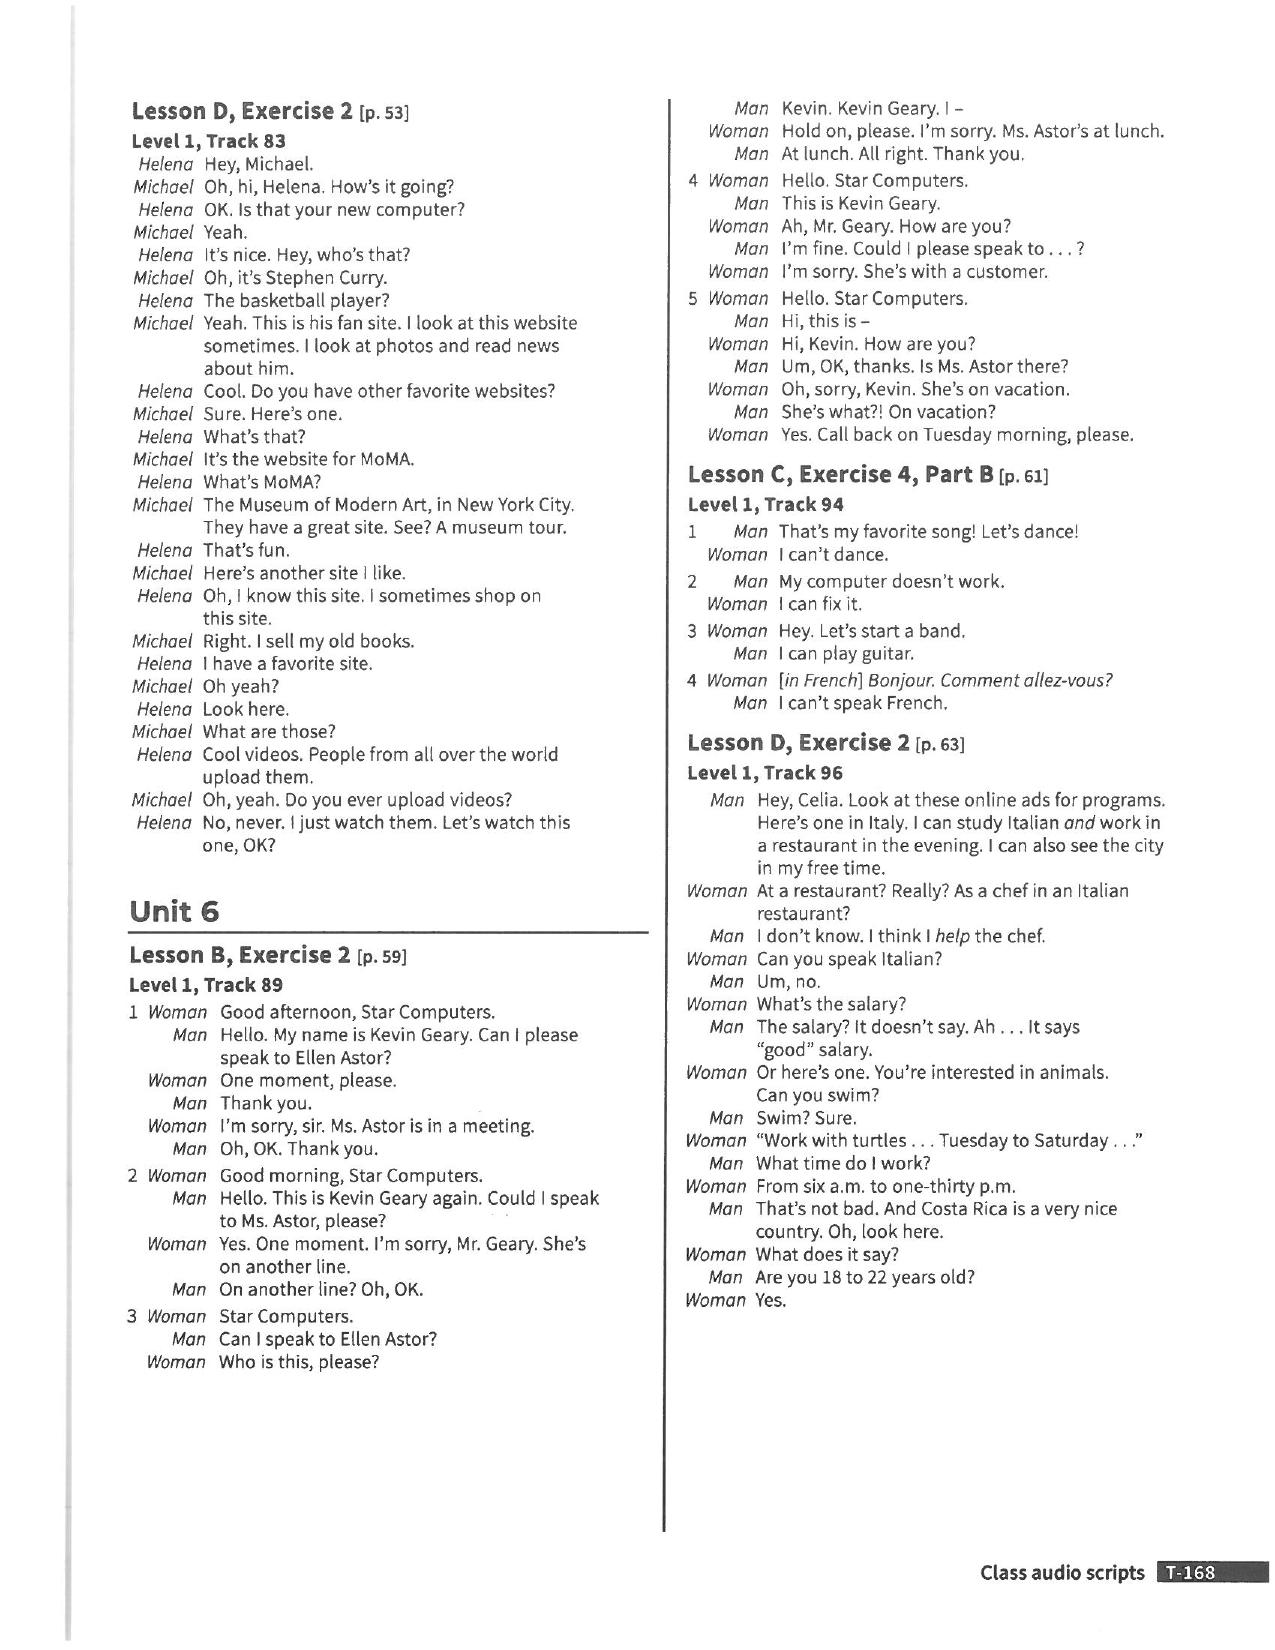 Lesson D, Exercise 2 [p. 53]
Level 1, Track 83
Helena Hey, Michael.
Michael Oh, hi, Helena. How's it going?
Helena OK. Is that your new computer?
Michael Yeah.
Helena It's nice. Hey, who's that?
Michael Oh, it's Stephen Curry.
Helena The basketball player?
Michael Yeah. This is his fan site. I look at this website
sometimes. I look at photos and read news
about him.
Helena Cool. Do you have other favorite websites?
Michael Sure. Here's one.
Helena What's that?
Michael It's the website for MoMA.
Helena What's MoMA?
Michael The Museum of Modern Art, in New York City.
They have a great site. See? A museum tour.
Helena That's fun.
Michael Here's another site I like.
Helena Oh, I know this site. I sometimes shop on
this site.
Michael Right. I sell my old books.
Helena I have a favorite site.
Michael Oh yeah?
Helena Look here.
Michael What are those?
Helena Cool videos. People from all over the world
upload them.
Michael Oh, yeah. Do you ever upload videos?
Helena No, never. I just watch them. Let's watch this
one, OK?
Unit 6
Lesson B, Exercise 2 [p. 59]
Level 1, Track 89
1 Woman Good afternoon, Star Computers.
Man Hello. My name is Kevin Geary. Can I please
speak to Ellen Astor?
Woman One moment, please.
Man Thank you.
Woman I'm sorry, sir. Ms. Astor is in a meeting.
Man Oh, OK. Thank you.
2 Woman Good morning, Star Computers.
Man Hello. This is Kevin Geary again. Could I speak
to Ms. Astor, please?
Woman Yes. One moment. I'm sorry, Mr. Geary. She's
on another line.
Man On another line? Oh, OK.
3 Woman Star Computers.
Man Can I speak to Ellen Astor?
Woman Who is this, please?
Man Kevin. Kevin Geary. I –
Woman Hold on, please. I'm sorry. Ms. Astor's at lunch.
Man At lunch. All right. Thank you.
4 Woman Hello. Star Computers.
Man This is Kevin Geary.
Woman Ah, Mr. Geary. How are you?
Man I'm fine. Could I please speak to . . . ?
Woman I'm sorry. She's with a customer.
5 Woman Hello. Star Computers.
Man Hi, this is –
Woman Hi, Kevin. How are you?
Man Um, OK, thanks. Is Ms. Astor there?
Woman Oh, sorry, Kevin. She's on vacation.
Man She's what?! On vacation?
Woman Yes. Call back on Tuesday morning, please.
Lesson C, Exercise 4, Part B [p. 61]
Level 1, Track 94
1 Man That's my favorite song! Let's dance!
Woman I can't dance.
2 Man My computer doesn't work.
Woman I can fix it.
3 Woman Hey. Let's start a band.
Man I can play guitar.
4 Woman [in French] Bonjour. Comment allez-vous?
Man I can't speak French.
Lesson D, Exercise 2 [p. 63]
Level 1, Track 96
Man Hey, Celia. Look at these online ads for programs.
Here's one in Italy. I can study Italian and work in
a restaurant in the evening. I can also see the city
in my free time.
Woman At a restaurant? Really? As a chef in an Italian
restaurant?
Man I don't know. I think I help the chef.
Woman Can you speak Italian?
Man Um, no.
Woman What's the salary?
Man The salary? It doesn't say. Ah . . . It says
"good" salary.
Woman Or here's one. You're interested in animals.
Can you swim?
Man Swim? Sure.
Woman "Work with turtles . . . Tuesday to Saturday . . ."
Man What time do I work?
Woman From six a.m. to one-thirty p.m.
Man That's not bad. And Costa Rica is a very nice
country. Oh, look here.
Woman What does it say?
Man Are you 18 to 22 years old?
Woman Yes.
Class audio scripts T-168